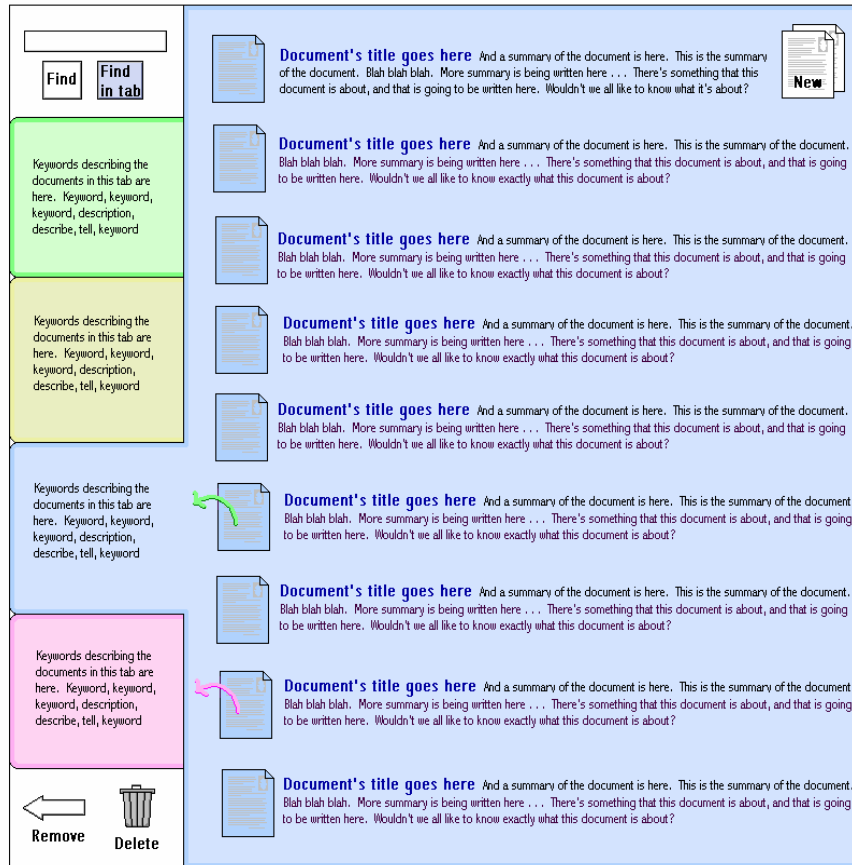 Find
Find
in tab
Keywords describing the
documents in this tab are
here. Keyword, keyword,
keyword, description,
describe, tell, keyword
Keywords describing the
documents in this tab are
here. Keyword, keyword,
keyword, description,
describe, tell, keyword
Keywords describing the
documents in this tab are
here. Keyword, keyword,
keyword, description,
describe, tell, keyword
Keywords describing the
documents in this tab are
here. Keyword, keyword,
keyword, description,
describe, tell, keyword
Remove
Delete
Document's title goes here And a summary of the document is here. This is the summary
of the document. Blah blah blah. More summary is being written here . . . There's something that this
document is about, and that is going to be written here. Wouldn't we all like to know what it's about?
New
Document's title goes here And a summary of the document is here. This is the summary of the document.
Blah blah blah. More summary is being written here . . . There's something that this document is about, and that is going
to be written here. Wouldn't we all like to know exactly what this document is about?
Document's title goes here And a summary of the document is here. This is the summary of the document.
Blah blah blah. More summary is being written here . . . There's something that this document is about, and that is going
to be written here. Wouldn't we all like to know exactly what this document is about?
Document's title goes here And a summary of the document is here. This is the summary of the document.
Blah blah blah. More summary is being written here . . . There's something that this document is about, and that is going
to be written here. Wouldn't we all like to know exactly what this document is about?
Document's title goes here And a summary of the document is here. This is the summary of the document.
Blah blah blah. More summary is being written here . . . There's something that this document is about, and that is going
to be written here. Wouldn't we all like to know exactly what this document is about?
Document's title goes here And a summary of the document is here. This is the summary of the document
Blah blah blah. More summary is being written here . . . There's something that this document is about, and that is going
to be written here. Wouldn't we all like to know exactly what this document is about?
Document's title goes here And a summary of the document is here. This is the summary of the document.
Blah blah blah. More summary is being written here . . . There's something that this document is about, and that is going
to be written here. Wouldn't we all like to know exactly what this document is about?
Document's title goes here And a summary of the document is here. This is the summary of the document
Blah blah blah. More summary is being written here . . . There's something that this document is about, and that is going
to be written here. Wouldn't we all like to know exactly what this document is about?
Document's title goes here And a summary of the document is here. This is the summary of the document.
Blah blah blah. More summary is being written here . . . There's something that this document is about, and that is going
to be written here. Wouldn't we all like to know exactly what this document is about?